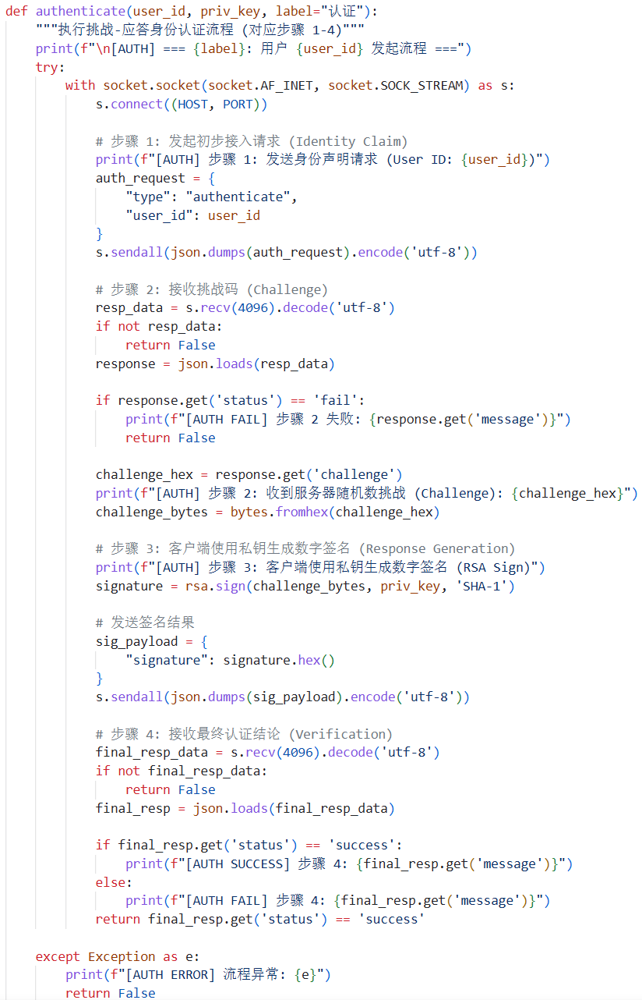 def authenticate(user_id, priv_key, label="认证"):
    """执行挑战-应答身份认证流程 (对应步骤 1-4)"""
    print(f"\n[AUTH] === {label}: 用户 {user_id} 发起流程 ===")
    try:
        with socket.socket(socket.AF_INET, socket.SOCK_STREAM) as s:
            s.connect((HOST, PORT))

            # 步骤 1: 发起初步接入请求 (Identity Claim)
            print(f"[AUTH] 步骤 1: 发送身份声明请求 (User ID: {user_id})")
            auth_request = {
                "type": "authenticate",
                "user_id": user_id
            }
            s.sendall(json.dumps(auth_request).encode('utf-8'))

            # 步骤 2: 接收挑战码 (Challenge)
            resp_data = s.recv(4096).decode('utf-8')
            if not resp_data:
                return False
            response = json.loads(resp_data)

            if response.get('status') == 'fail':
                print(f"[AUTH FAIL] 步骤 2 失败: {response.get('message')}")
                return False

            challenge_hex = response.get('challenge')
            print(f"[AUTH] 步骤 2: 收到服务器随机数挑战 (Challenge): {challenge_hex}")
            challenge_bytes = bytes.fromhex(challenge_hex)

            # 步骤 3: 客户端使用私钥生成数字签名 (Response Generation)
            print(f"[AUTH] 步骤 3: 客户端使用私钥生成数字签名 (RSA Sign)")
            signature = rsa.sign(challenge_bytes, priv_key, 'SHA-1')

            # 发送签名结果
            sig_payload = {
                "signature": signature.hex()
            }
            s.sendall(json.dumps(sig_payload).encode('utf-8'))

            # 步骤 4: 接收最终认证结论 (Verification)
            final_resp_data = s.recv(4096).decode('utf-8')
            if not final_resp_data:
                return False
            final_resp = json.loads(final_resp_data)

            if final_resp.get('status') == 'success':
                print(f"[AUTH SUCCESS] 步骤 4: {final_resp.get('message')}")
            else:
                print(f"[AUTH FAIL] 步骤 4: {final_resp.get('message')}")
            return final_resp.get('status') == 'success'

    except Exception as e:
        print(f"[AUTH ERROR] 流程异常: {e}")
        return False